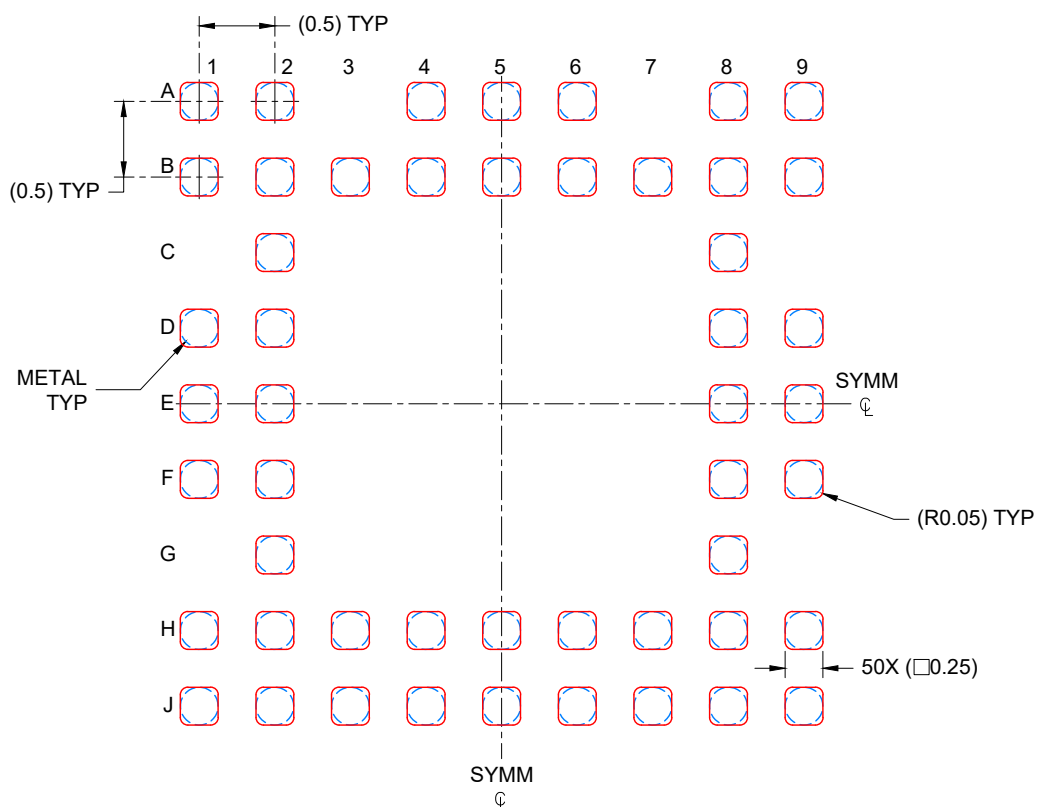 (0.5) TYP
1 2 3 4 5 6 7 8 9
A
B
(0.5) TYP
C
D
METAL
TYP
E
SYMM
℄
F
(R0.05) TYP
G
H
50X (□0.25)
J
SYMM
℄